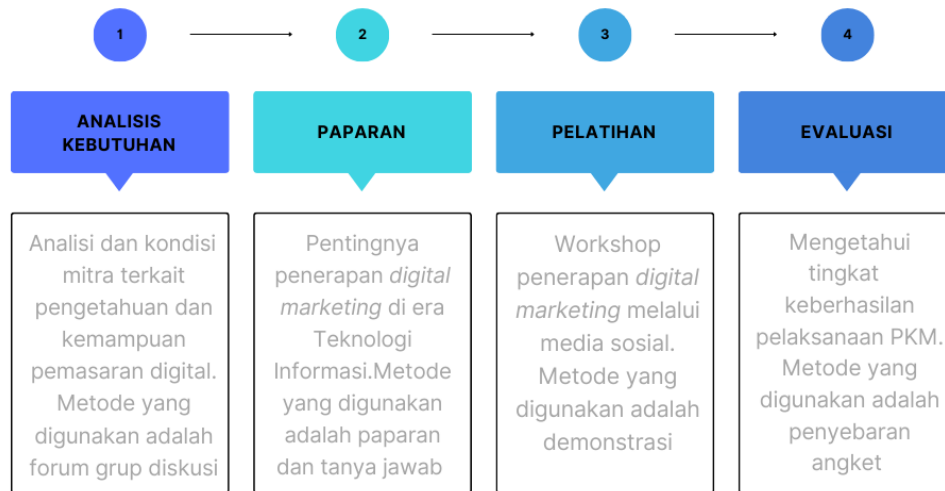 1
2
3
4
ANALISIS
KEBUTUHAN
PAPARAN
PELATIHAN
EVALUASI
Analisi dan kondisi
mitra terkait
pengetahuan dan
kemampuan
pemasaran digital.
Metode yang
digunakan adalah
forum grup diskusi
Pentingnya
penerapan digital
marketing di era
Teknologi
Informasi.Metode
yang digunakan
adalah paparan
dan tanya jawab
Workshop
penerapan digital
marketing melalui
media sosial.
Metode yang
digunakan adalah
demonstrasi
Mengetahui
tingkat
keberhasilan
pelaksanaan PKM.
Metode yang
digunakan adalah
penyebaran
angket